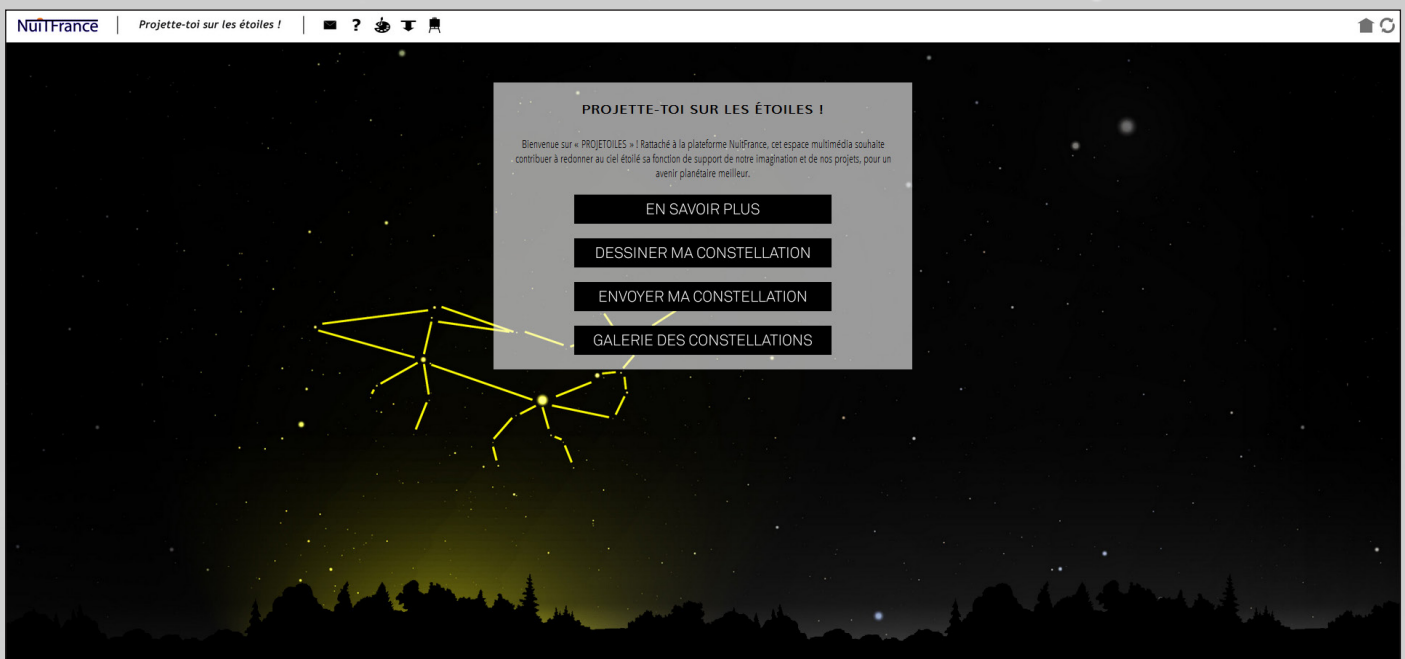 NuitFrance
Projette-toi sur les étoiles !
?
PROJETTE-TOI SUR LES ÉTOILES !
Bienvenue sur « PROJETOILES » ! Rattaché à la plateforme NuitFrance, cet espace multimédia souhaite
contribuer à redonner au ciel étoilé sa fonction de support de notre imagination et de nos projets, pour un
avenir planétaire meilleur.
EN SAVOIR PLUS
DESSINER MA CONSTELLATION
ENVOYER MA CONSTELLATION
GALERIE DES CONSTELLATIONS